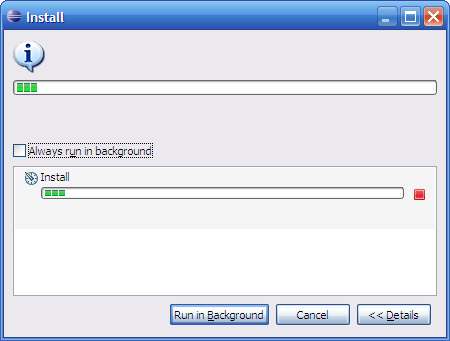 Install
Always run in background
Install
Run in Background
Cancel
<< Details